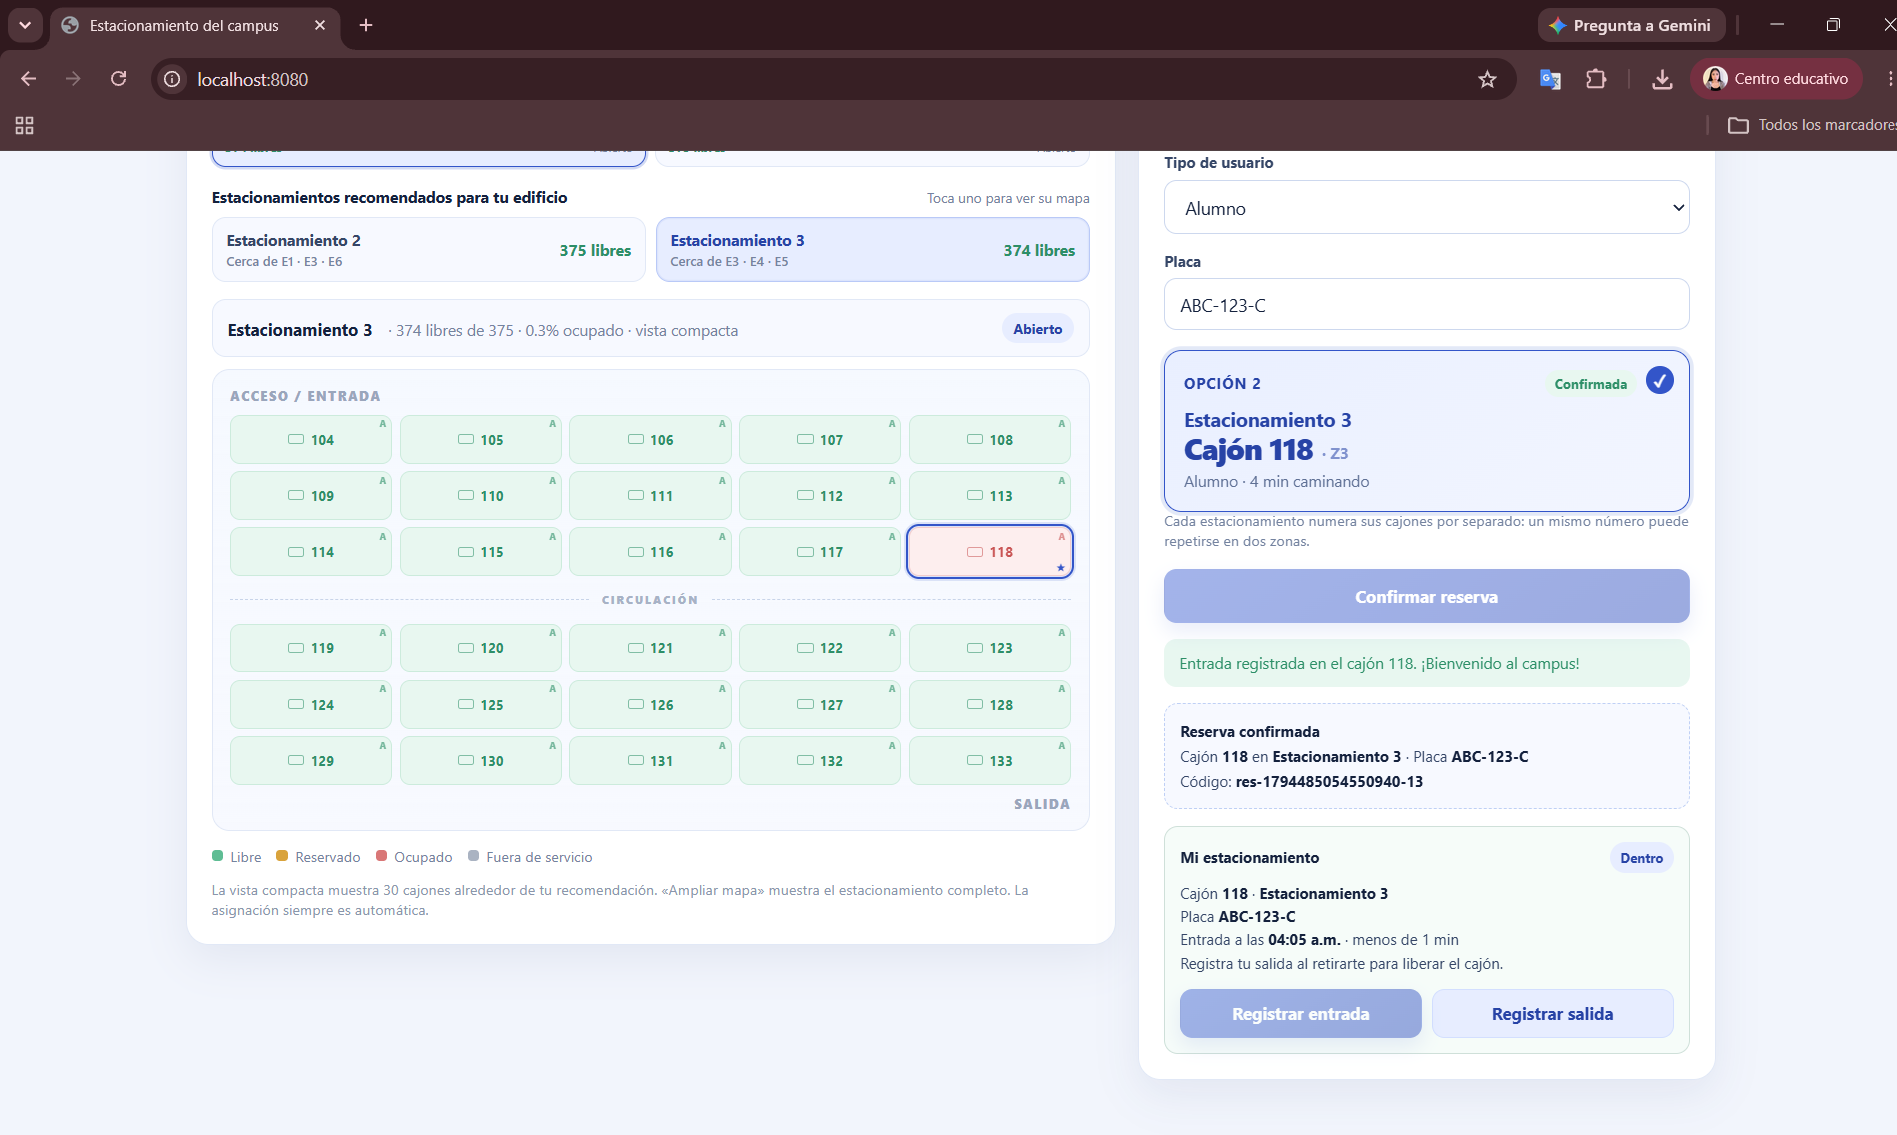 Estacionamiento del campus
Pregunta a Gemini
localhost:8080
Centro educativo
Todos los marcadores
Estacionamientos recomendados para tu edificio
Toca uno para ver su mapa
Estacionamiento 2
Cerca de E1 · E3 · E6
375 libres
Estacionamiento 3
Cerca de E3 · E4 · E5
374 libres
Estacionamiento 3 · 374 libres de 375 · 0.3% ocupado · vista compacta
Abierto
ACCESO / ENTRADA
104 A 105 A 106 A 107 A 108 A
109 A 110 A 111 A 112 A 113 A
114 A 115 A 116 A 117 A 118 A ★
CIRCULACIÓN
119 A 120 A 121 A 122 A 123 A
124 A 125 A 126 A 127 A 128 A
129 A 130 A 131 A 132 A 133 A
SALIDA
Libre Reservado Ocupado Fuera de servicio
La vista compacta muestra 30 cajones alrededor de tu recomendación. «Ampliar mapa» muestra el estacionamiento completo. La
asignación siempre es automática.
Tipo de usuario
Alumno
Placa
ABC-123-C
OPCIÓN 2
Confirmada
Estacionamiento 3
Cajón 118 · Z3
Alumno · 4 min caminando
Cada estacionamiento numera sus cajones por separado: un mismo número puede
repetirse en dos zonas.
Confirmar reserva
Entrada registrada en el cajón 118. ¡Bienvenido al campus!
Reserva confirmada
Cajón 118 en Estacionamiento 3 · Placa ABC-123-C
Código: res-1794485054550940-13
Mi estacionamiento
Dentro
Cajón 118 · Estacionamiento 3
Placa ABC-123-C
Entrada a las 04:05 a.m. · menos de 1 min
Registra tu salida al retirarte para liberar el cajón.
Registrar entrada
Registrar salida